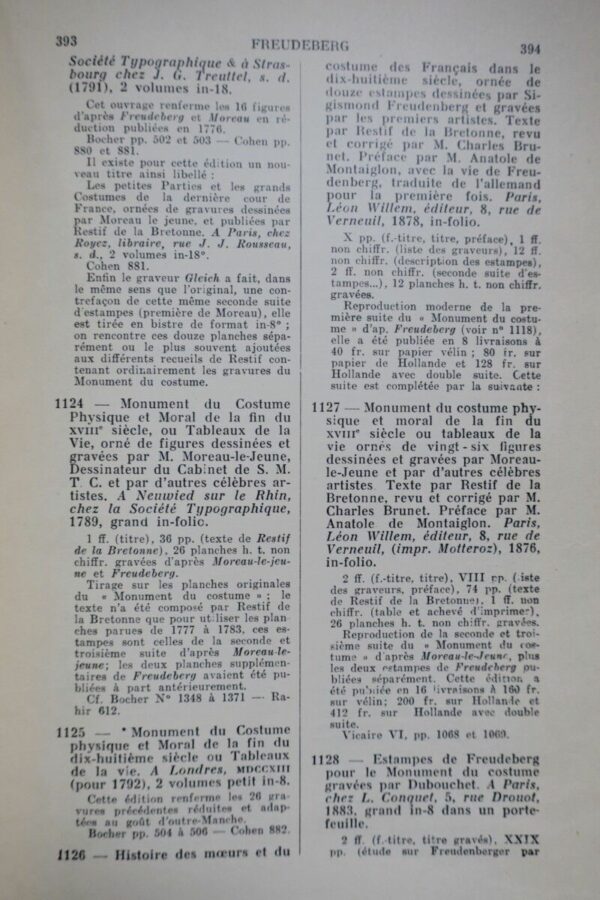 393
FREUDEBERG
394
Société Typographique & à Stras-
bourg chez J. G. Treuttel, s. d.
(1791), 2 volumes in-18.
Cet ouvrage renferme les 16 figures
d'après Freudeberg et Moreau en ré-
duction publiées en 1776.
Bocher pp. 502 et 503 — Cohen pp.
880 et 881.
Il existe pour cette édition un nou-
veau titre ainsi libellé :
Les petites Parties et les grands
Costumes de la dernière cour de
France, ornées de gravures dessinées
par Moreau le jeune, et publiées par
Restif de la Bretonne. A Paris, chez
Royez, libraire, rue J. J. Rousseau,
s. d., 2 volumes in-18°.
Cohen 881.
Enfin le graveur Gleich a fait, dans
le même sens que l'original, une con-
trefaçon de cette même seconde suite
d'estampes (première de Moreau), elle
est tirée en bistre de format in-8° ;
on rencontre ces douze planches sépa-
rément ou le plus souvent ajoutées
aux différents recueils de Restif con-
tenant ordinairement les gravures du
Monument du costume.
1124 — Monument du Costume
Physique et Moral de la fin du
XVIIIe siècle, ou Tableaux de la
Vie, orné de figures dessinées et
gravées par M. Moreau-le-Jeune,
Dessinateur du Cabinet de S. M.
T. C. et par d'autres célèbres ar-
tistes. A Neuwied sur le Rhin,
chez la Société Typographique,
1789, grand in-folio.
1 ff. (titre), 36 pp. (texte de Restif
de la Bretonne), 26 planches h. t. non
chiffr. gravées d'après Moreau-le-jeu-
ne et Freudeberg.
Tirage sur les planches originales
du « Monument du costume » ; le
texte n'a été composé par Restif de
la Bretonne que pour utiliser les plan
ches parues de 1777 à 1783, ces es-
tampes sont celles de la seconde et
troisième suite d'après Moreau-le-
jeune; les deux planches supplémen-
taires de Freudeberg avaient été pu-
bliées à part antérieurement.
Cf. Bocher N° 1348 à 1371 — Ra-
hir 612.
1125 — * Monument du Costume
physique et Moral de la fin du
dix-huitième siècle ou Tableaux
de la vie. A Londres, MDCCXIII
(pour 1792), 2 volumes petit in-8.
Cette édition renferme les 26 gra-
vures précédentes réduites et adap-
tées au goût d'outre-Manche.
Bocher pp. 504 à 506 — Cohen 882.
1126 — Histoire des mœurs et du
costume des Français dans le
dix-huitième siècle, ornée de
douze estampes dessinées par Si-
gismond Freudenberg et gravées
par les premiers artistes. Texte
par Restif de la Bretonne, revu
et corrigé par M. Charles Bru-
net. Préface par M. Anatole de
Montaiglon, avec la vie de Freu-
denberg, traduite de l'allemand
pour la première fois. Paris,
Léon Willem, éditeur, 8, rue de
Verneuil, 1878, in-folio.
X pp. (f.-titre, titre, préface), 1 ff.
non chiffr. (liste des graveurs), 12 ff.
non chiffr. (description des estampes),
2 ff. non chiffr. (seconde suite d'es-
tampes...), 12 planches h. t. non chiffr.
gravées.
Reproduction moderne de la pre-
mière suite du « Monument du costu-
me » d'ap. Freudeberg (voir n° 1118),
elle a été publiée en 8 livraisons à
40 fr. sur papier vélin ; 80 fr. sur
papier de Hollande et 128 fr. sur
Hollande avec double suite. Cette
suite est complétée par la suivante :
1127 — Monument du costume phy-
sique et moral de la fin du
XVIIIe siècle ou tableaux de la
vie ornés de vingt-six figures
dessinées et gravées par Moreau-
le-Jeune et par d'autres célèbres
artistes. Texte par Restif de la
Bretonne, revu et corrigé par M.
Charles Brunet. Préface par M.
Anatole de Montaiglon. Paris,
Léon Willem, éditeur, 8, rue de
Verneuil, (impr. Motteroz), 1876,
in-folio.
2 ff. (f.-titre, titre), VIII pp. (liste
des graveurs, préface), 74 pp. (texte
de Restif de la Bretonne), 1 ff. non
chiffr. (table et achevé d'imprimer),
26 planches h. t. non chiffr. gravées.
Reproduction de la seconde et troi-
sième suite du « Monument du cos-
tume » d'après Moreau-le-Jeune, plus
les deux estampes de Freudeberg pu-
bliées séparément. Cette édition a
été publiée en 16 livraisons à 160 fr.
sur vélin; 200 fr. sur Hollande et
412 fr. sur Hollande avec double
suite.
Vicaire VI, pp. 1068 et 1069.
1128 — Estampes de Freudeberg
pour le Monument du costume
gravées par Dubouchet. A Paris,
chez L. Conquet, 5, rue Drouot,
1883, grand in-8 dans un porte-
feuille.
2 ff. (f.-titre, titre gravés), XXIX
pp. (étude sur Freudenberger par